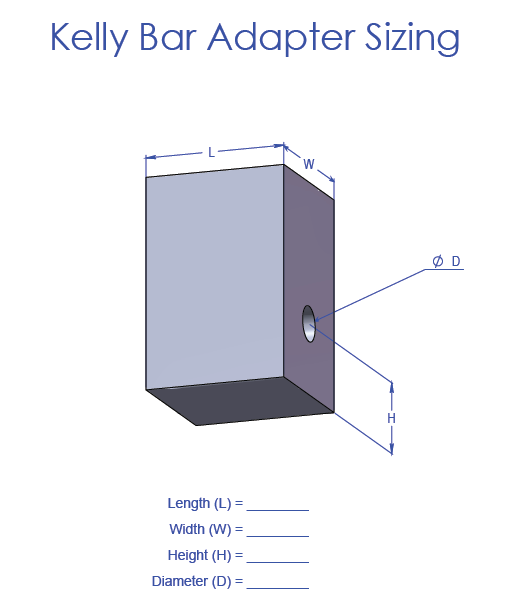 Kelly Bar Adapter Sizing
L
W
Ø D
H
Length (L) = ________
Width (W) = ________
Height (H) = ________
Diameter (D) = ________